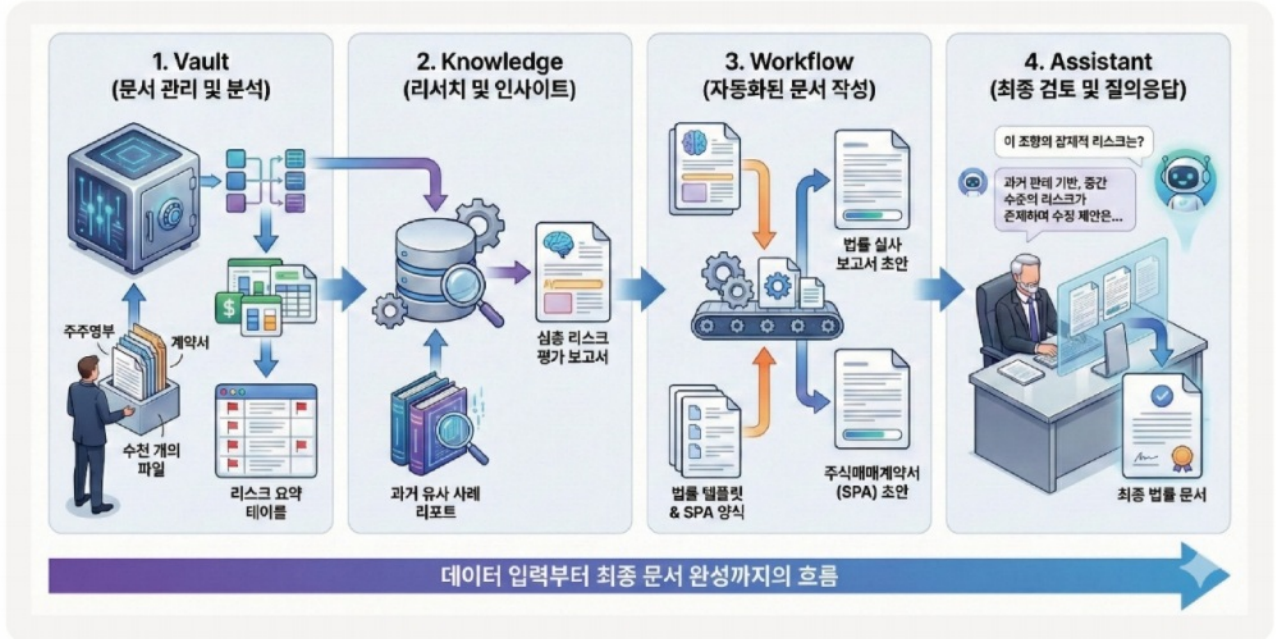 1. Vault
(문서 관리 및 분석)
주주영부
계약서
수천 개의
파일
리스크 요약
테이블
2. Knowledge
(리서치 및 인사이트)
심층 리스크
평가 보고서
과거 유사 사례
리포트
3. Workflow
(자동화된 문서 작성)
법률 실사
보고서 초안
법률 템플릿
& SPA 양식
주식매매계약서
(SPA) 초안
4. Assistant
(최종 검토 및 질의응답)
이 조항의 잠재적 리스크는?
과거 판테 기반, 중간
수준의 리스크가
존재하며 수정 제안은...
최종 법률 문서
데이터 입력부터 최종 문서 완성까지의 흐름